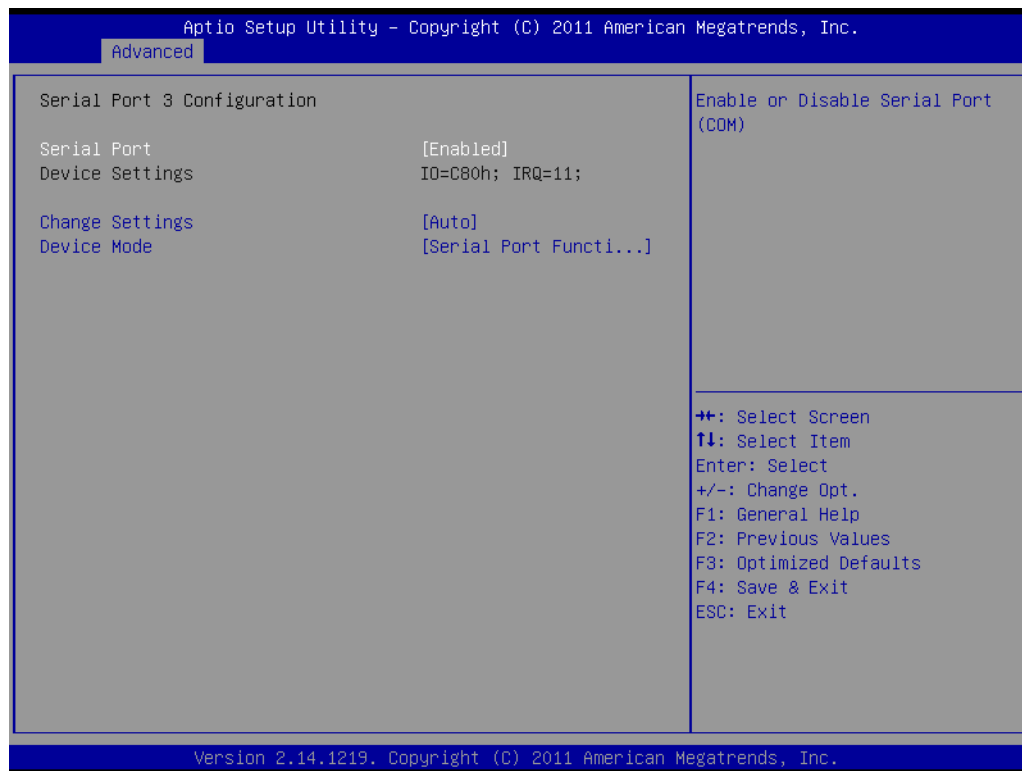 Aptio Setup Utility – Copyright (C) 2011 American Megatrends, Inc.
Advanced
Serial Port 3 Configuration
Serial Port [Enabled]
Device Settings IO=C80h; IRQ=11;
Change Settings [Auto]
Device Mode [Serial Port Functi...]
Enable or Disable Serial Port
(COM)
→←: Select Screen
↑↓: Select Item
Enter: Select
+/-: Change Opt.
F1: General Help
F2: Previous Values
F3: Optimized Defaults
F4: Save & Exit
ESC: Exit
Version 2.14.1219. Copyright (C) 2011 American Megatrends, Inc.